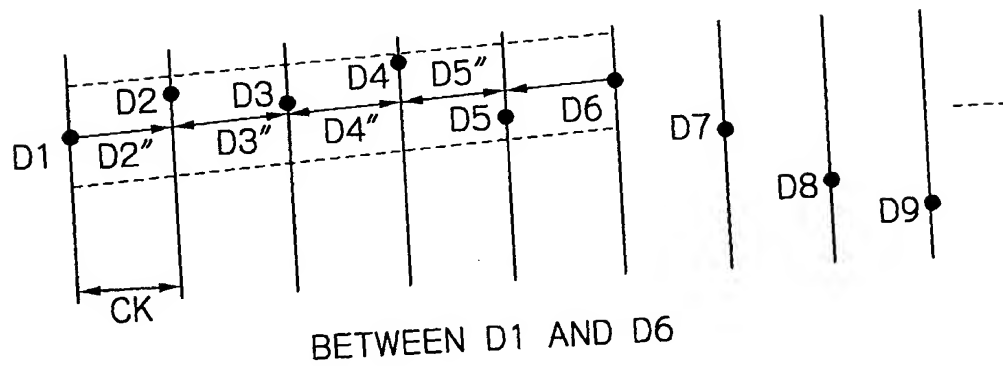 D1 D2 D3 D4 D5″ D5 D6 D7 D8 D9
D2″ D3″ D4″
CK
BETWEEN D1 AND D6